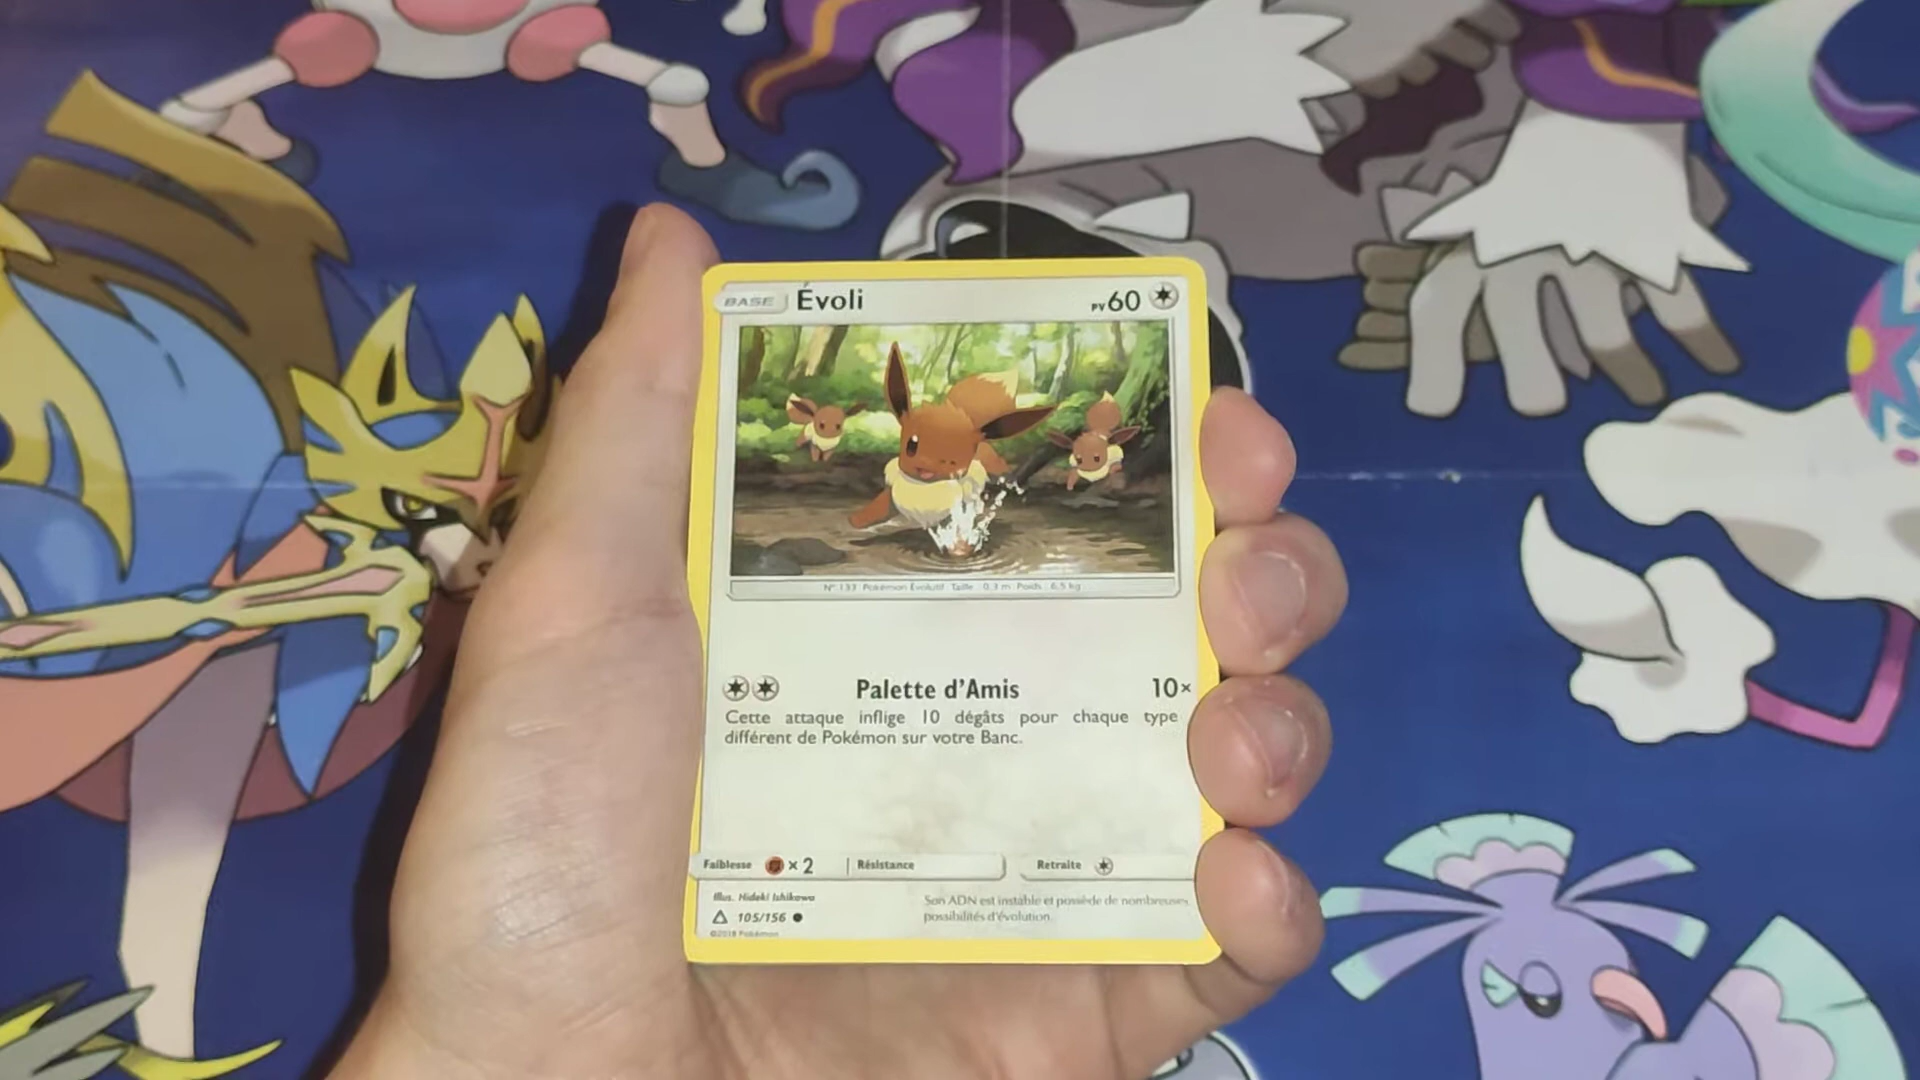 BASE Évoli PV60
N° 133 Pokémon Évolutif Taille : 0.3 m Poids : 6.5 kg
Palette d'Amis 10×
Cette attaque inflige 10 dégâts pour chaque type
différent de Pokémon sur votre Banc.
Faiblesse × 2 Résistance Retraite
Illus. Hideki Ishikawa
105/156
©2018 Pokémon
Son ADN est instable et possède de nombreuses
possibilités d'évolution.